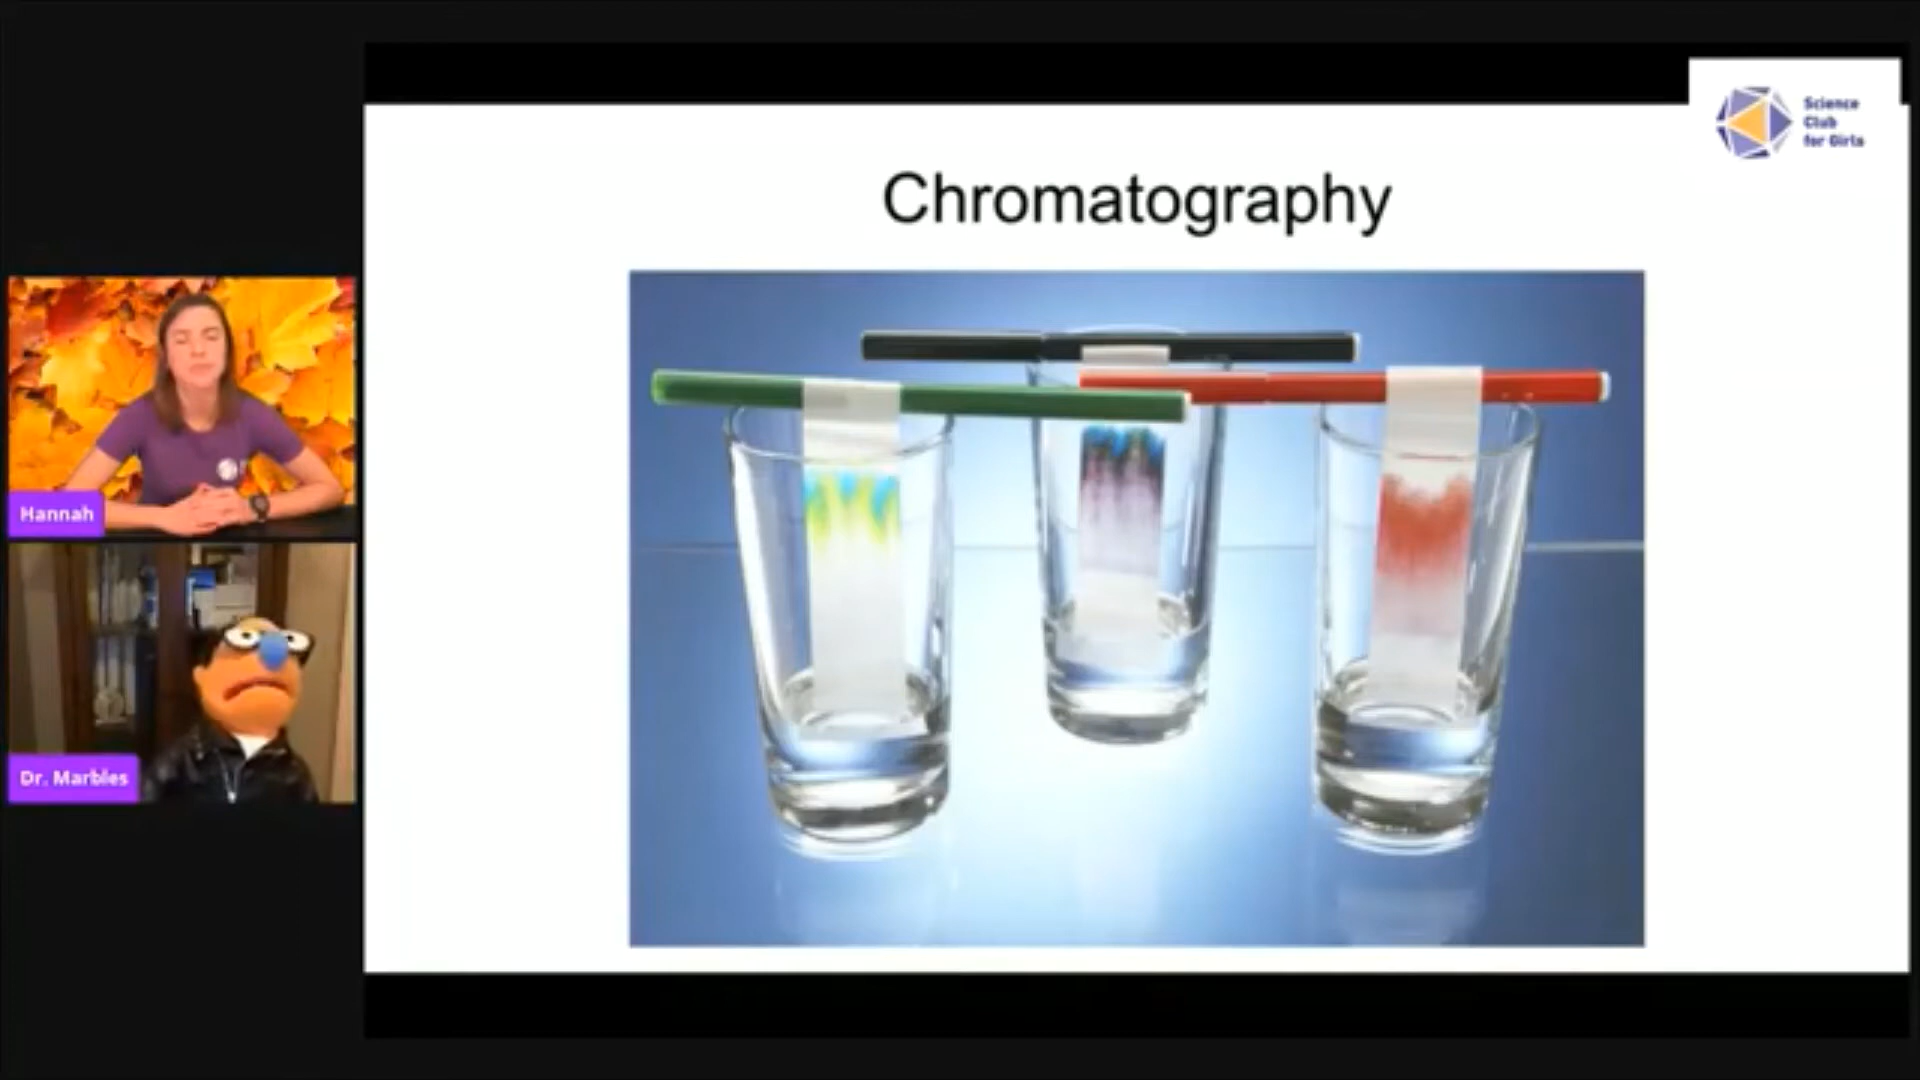 Science
Club
for Girls
Chromatography
Hannah
Dr. Marbles